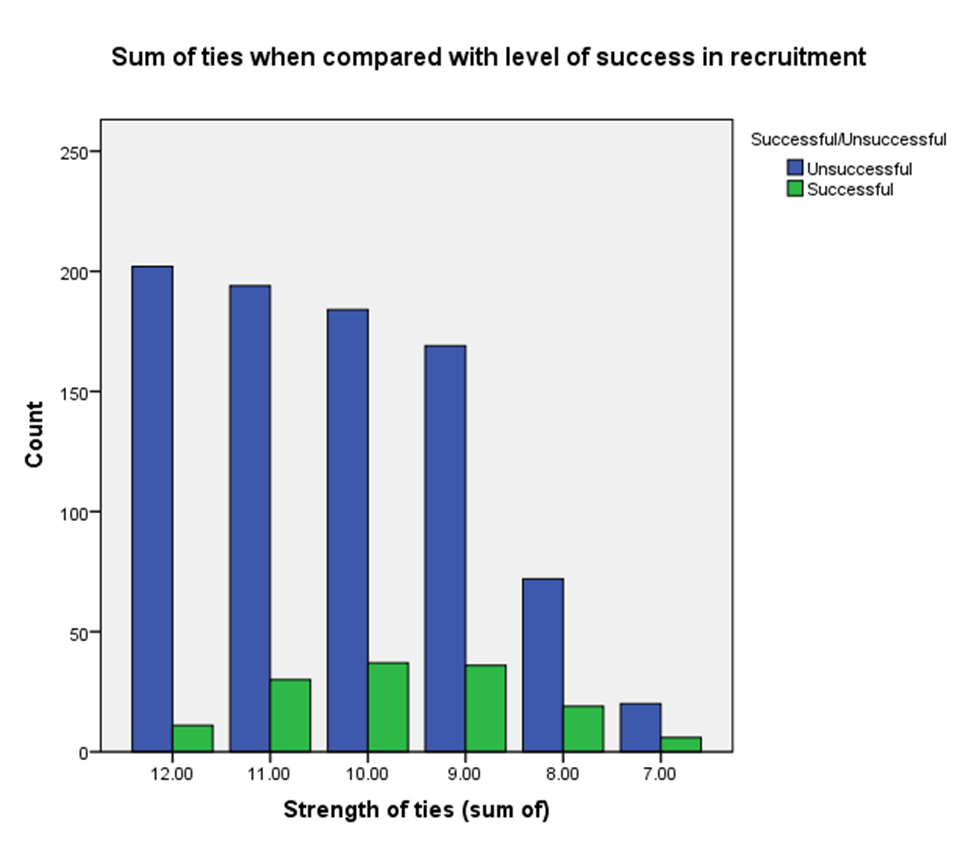 Sum of ties when compared with level of success in recruitment
Successful/Unsuccessful
Unsuccessful
Successful
Count
250
200
150
100
50
0
12.00 11.00 10.00 9.00 8.00 7.00
Strength of ties (sum of)